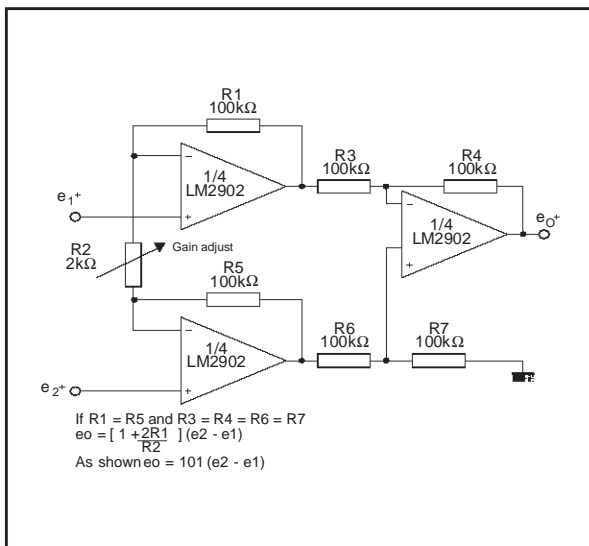 R1
100kΩ
1/4
LM2902
R3
100kΩ
R4
100kΩ
e1+
1/4
LM2902
eO+
R2
2kΩ
Gain adjust
R5
100kΩ
R6
100kΩ
R7
100kΩ
1/4
LM2902
e2+
If R1 = R5 and R3 = R4 = R6 = R7
eo = [ 1 + 2R1/R2 ] (e2 - e1)
As shown eo = 101 (e2 - e1)